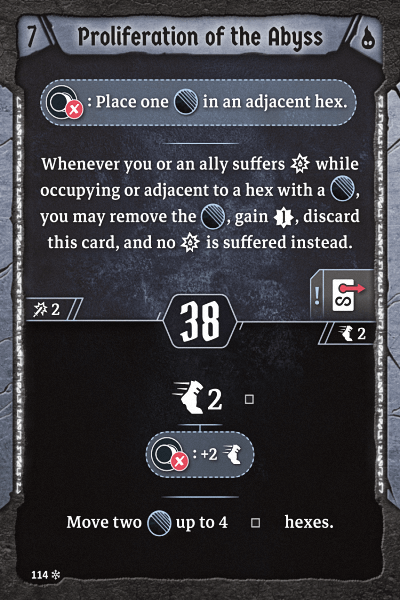 7 Proliferation of the Abyss
: Place one in an adjacent hex.
Whenever you or an ally suffers while
occupying or adjacent to a hex with a ,
you may remove the , gain 1, discard
this card, and no is suffered instead.
2
38
! S
2
2
: +2
Move two up to 4 hexes.
114